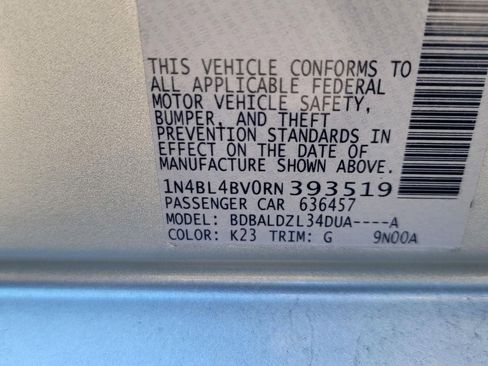 THIS VEHICLE CONFORMS TO
ALL APPLICABLE FEDERAL
MOTOR VEHICLE SAFETY,
BUMPER, AND THEFT
PREVENTION STANDARDS IN
EFFECT ON THE DATE OF
MANUFACTURE SHOWN ABOVE.
1N4BL4BV0RN393519
PASSENGER CAR 636457
MODEL: BDBALDZL34DUA----A
COLOR: K23 TRIM: G 9N00A